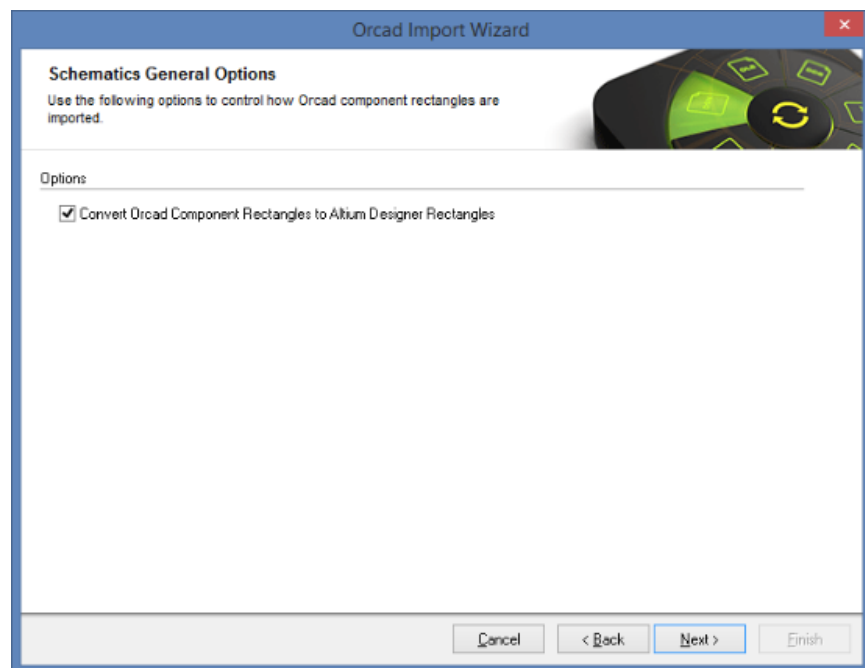 Orcad Import Wizard
Schematics General Options
Use the following options to control how Orcad component rectangles are
imported.
Options
Convert Orcad Component Rectangles to Altium Designer Rectangles
Cancel
< Back
Next >
Finish